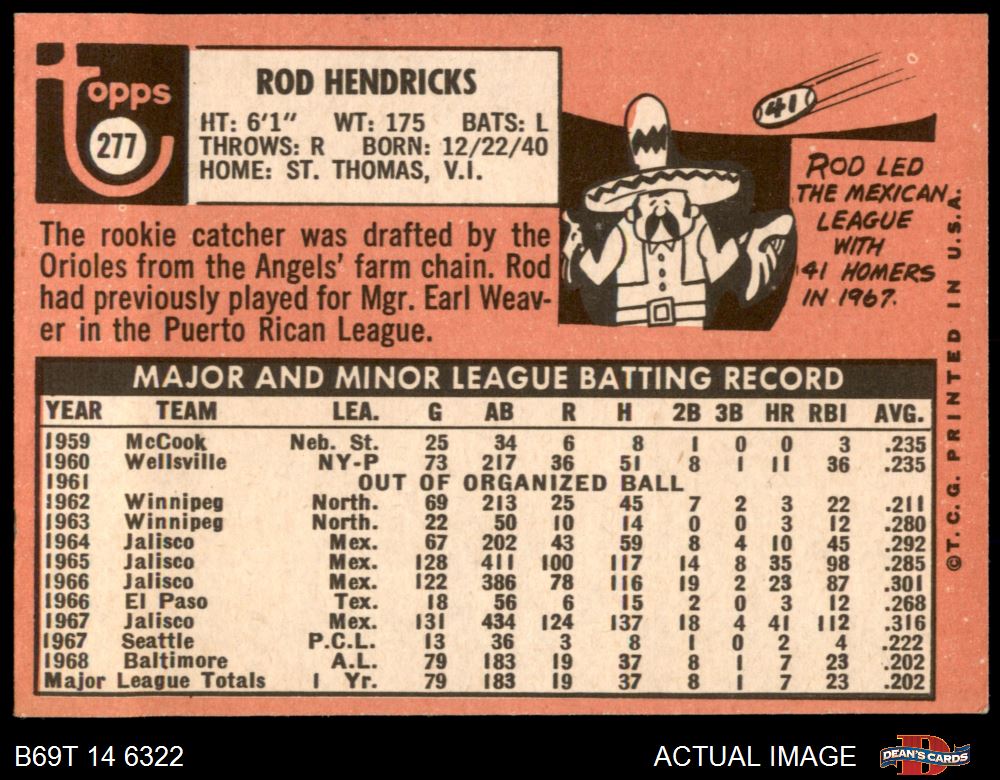 topps
277
ROD HENDRICKS
HT: 6'1" WT: 175 BATS: L
THROWS: R BORN: 12/22/40
HOME: ST. THOMAS, V.I.
41
ROD LED
THE MEXICAN
LEAGUE
WITH
41 HOMERS
IN 1967.
The rookie catcher was drafted by the
Orioles from the Angels' farm chain. Rod
had previously played for Mgr. Earl Weav-
er in the Puerto Rican League.
MAJOR AND MINOR LEAGUE BATTING RECORD
YEAR TEAM LEA. G AB R H 2B 3B HR RBI AVG.
1959 McCook Neb. St. 25 34 6 8 1 0 0 3 .235
1960 Wellsville NY-P 73 217 36 51 8 1 11 36 .235
1961 OUT OF ORGANIZED BALL
1962 Winnipeg North. 69 213 25 45 7 2 3 22 .211
1963 Winnipeg North. 22 50 10 14 0 0 3 12 .280
1964 Jalisco Mex. 67 202 43 59 8 4 10 45 .292
1965 Jalisco Mex. 128 411 100 117 14 8 35 98 .285
1966 Jalisco Mex. 122 386 78 116 19 2 23 87 .301
1966 El Paso Tex. 18 56 6 15 2 0 3 12 .268
1967 Jalisco Mex. 131 434 124 137 18 4 41 112 .316
1967 Seattle P.C.L. 13 36 3 8 1 0 2 4 .222
1968 Baltimore A.L. 79 183 19 37 8 1 7 23 .202
Major League Totals 1 Yr. 79 183 19 37 8 1 7 23 .202
©T.C.G. PRINTED IN U.S.A.
B69T 14 6322
ACTUAL IMAGE
DEAN'S CARDS